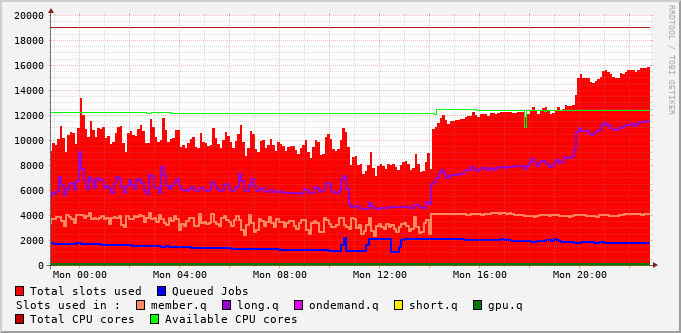 RRDTOOL / TOBI OETIKER
20000
18000
16000
14000
12000
10000
8000
6000
4000
2000
0
Mon 00:00 Mon 04:00 Mon 08:00 Mon 12:00 Mon 16:00 Mon 20:00
Total slots used Queued Jobs
Slots used in : member.q long.q ondemand.q short.q gpu.q
Total CPU cores Available CPU cores